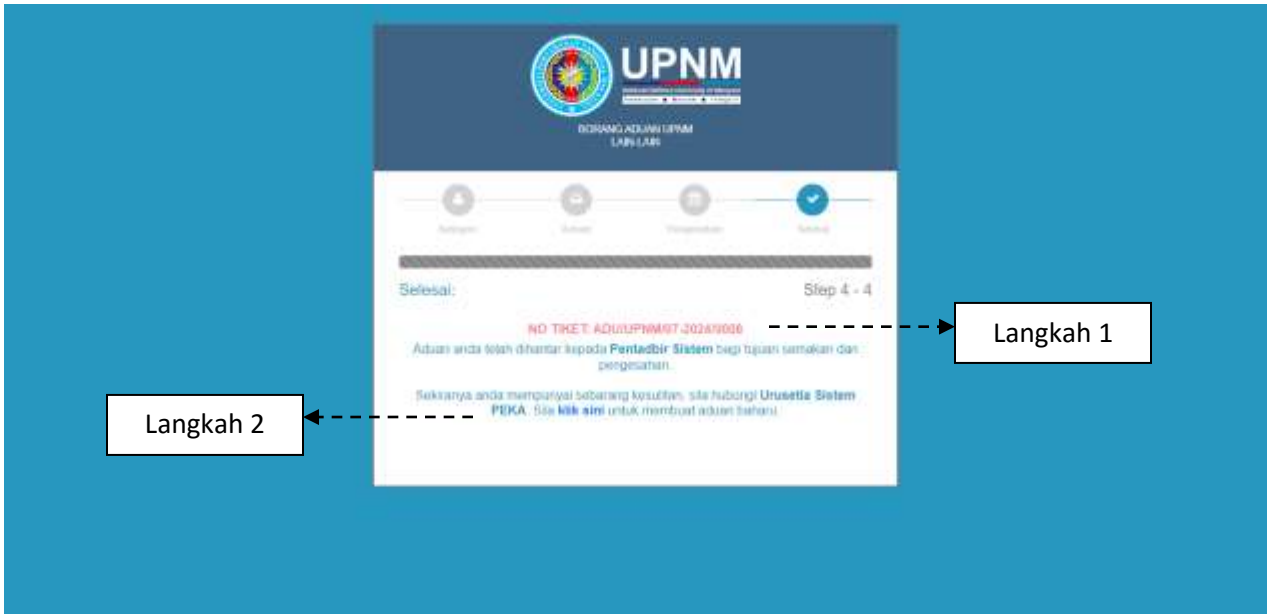 UPNM
BORANG ADUAN UPNM
LAIN-LAIN
Selesai:
Step 4 - 4
NO TIKET: ADU/UPNM/07-2024/0006
Langkah 1
Aduan anda telah dihantar kepada Pentadbir Sistem bagi tujuan semakan dan
pengesahan.
Sekiranya anda mempunyai sebarang kesulitan, sila hubungi Urusetia Sistem
PEKA. Sila klik sini untuk membuat aduan baharu.
Langkah 2